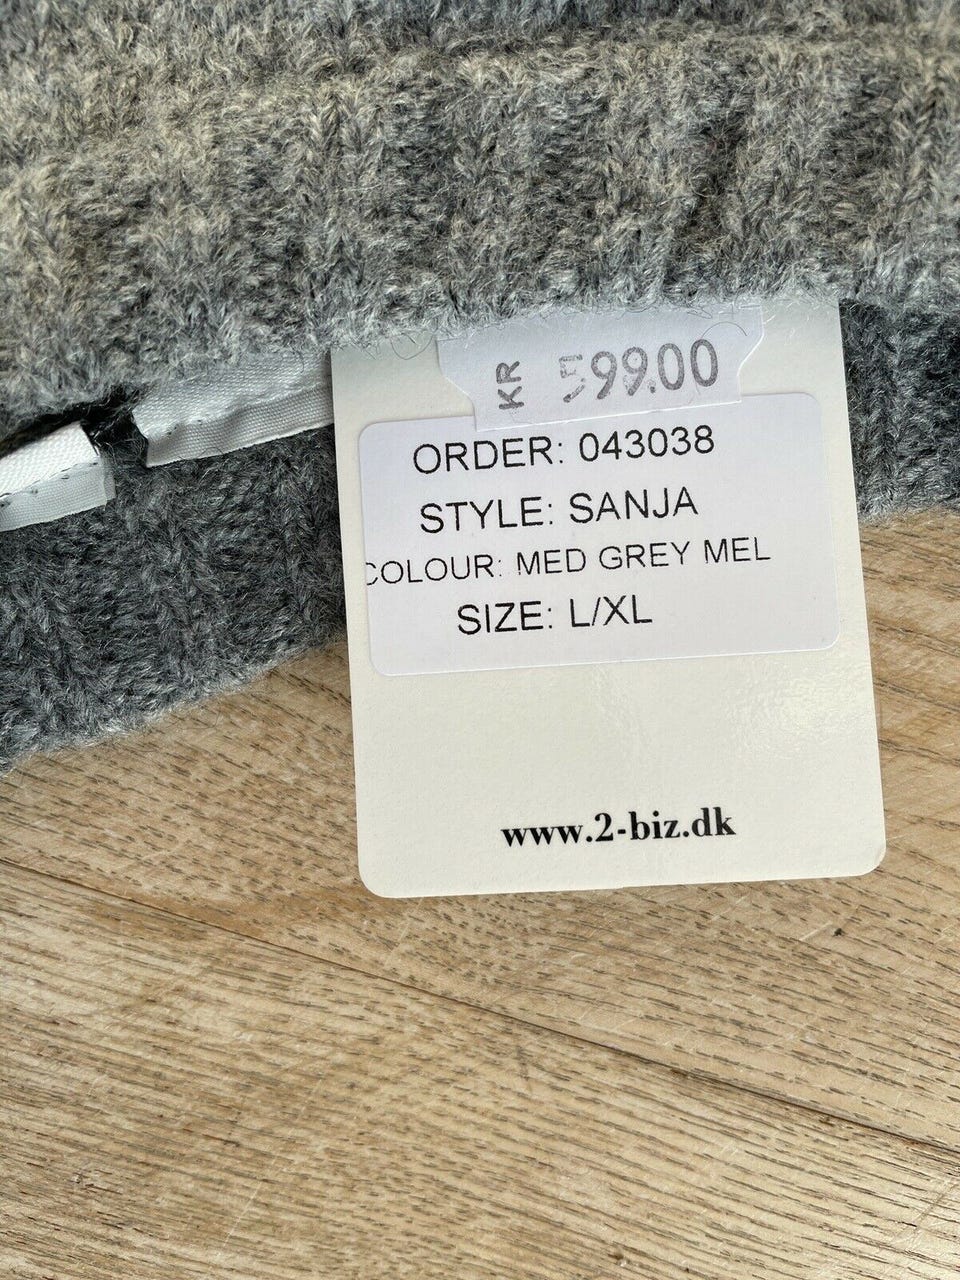 KR 599.00
ORDER: 043038
STYLE: SANJA
COLOUR: MED GREY MEL
SIZE: L/XL
www.2-biz.dk